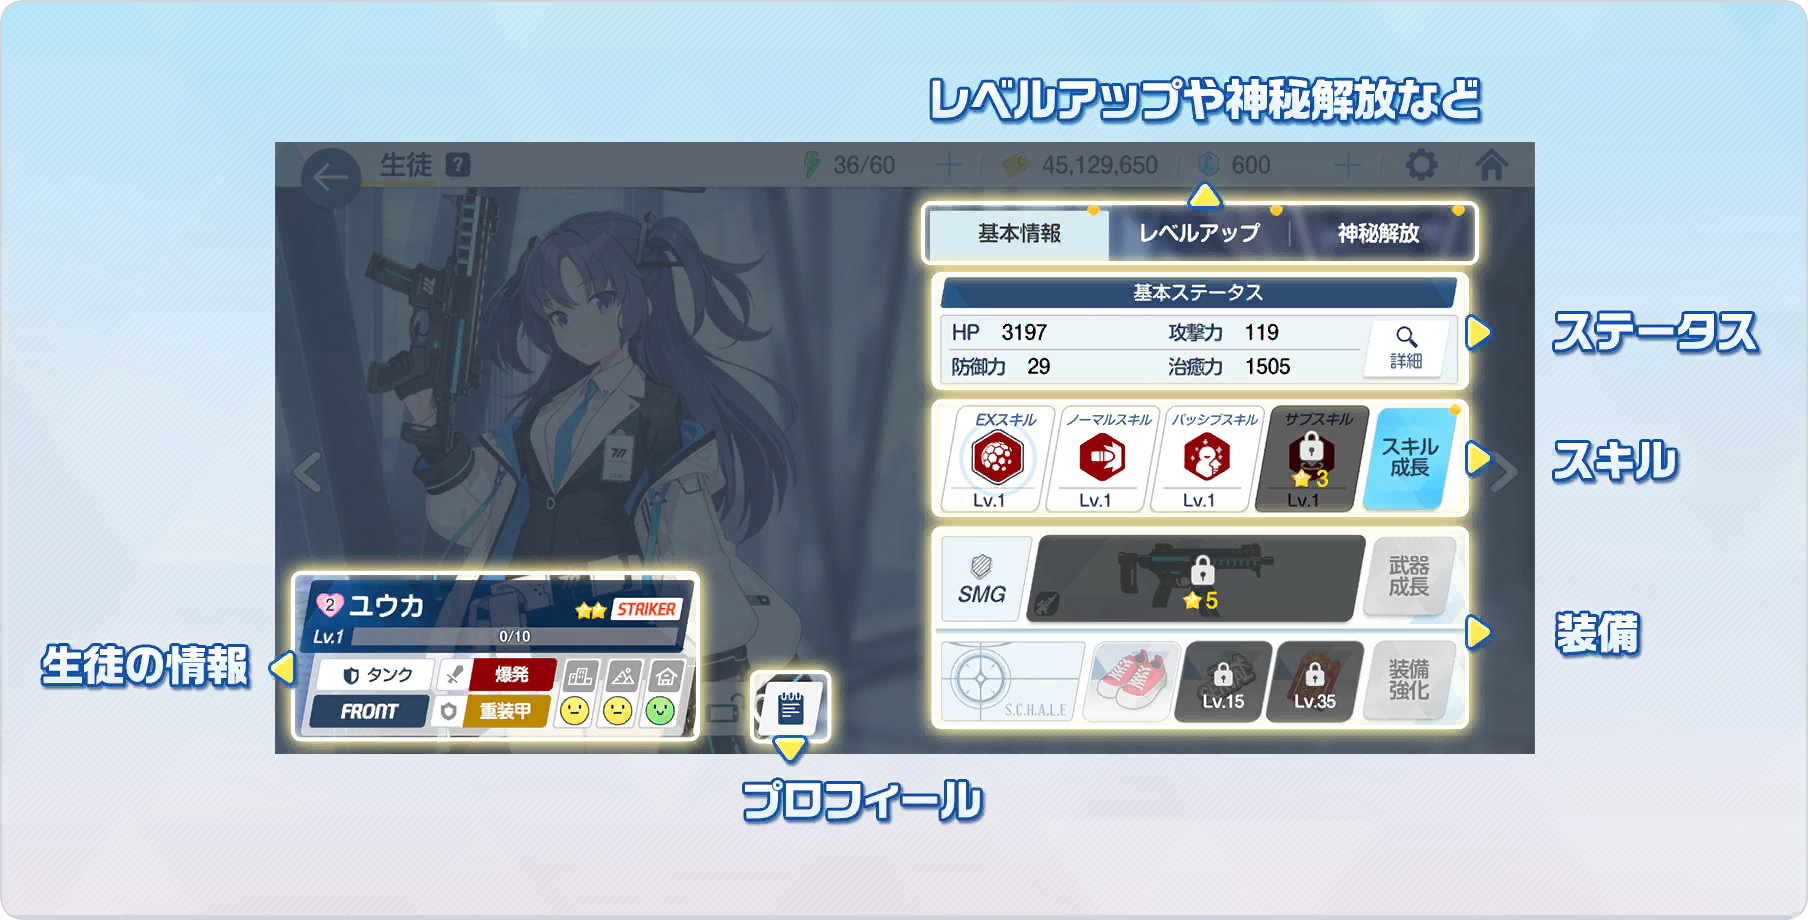 レベルアップや神秘解放など
生徒 ?
36/60
45,129,650
600
基本情報
レベルアップ
神秘解放
基本ステータス
HP 3197 攻撃力 119
防御力 29 治癒力 1505
詳細
ステータス
EXスキル
Lv.1
ノーマルスキル
Lv.1
パッシブスキル
Lv.1
サブスキル
3
Lv.1
スキル
成長
スキル
SMG
5
武器
成長
装備
S.C.H.A.L.E
Lv.15
Lv.35
装備
強化
2 ユウカ
STRIKER
Lv.1 0/10
タンク 爆発
FRONT 重装甲
生徒の情報
プロフィール